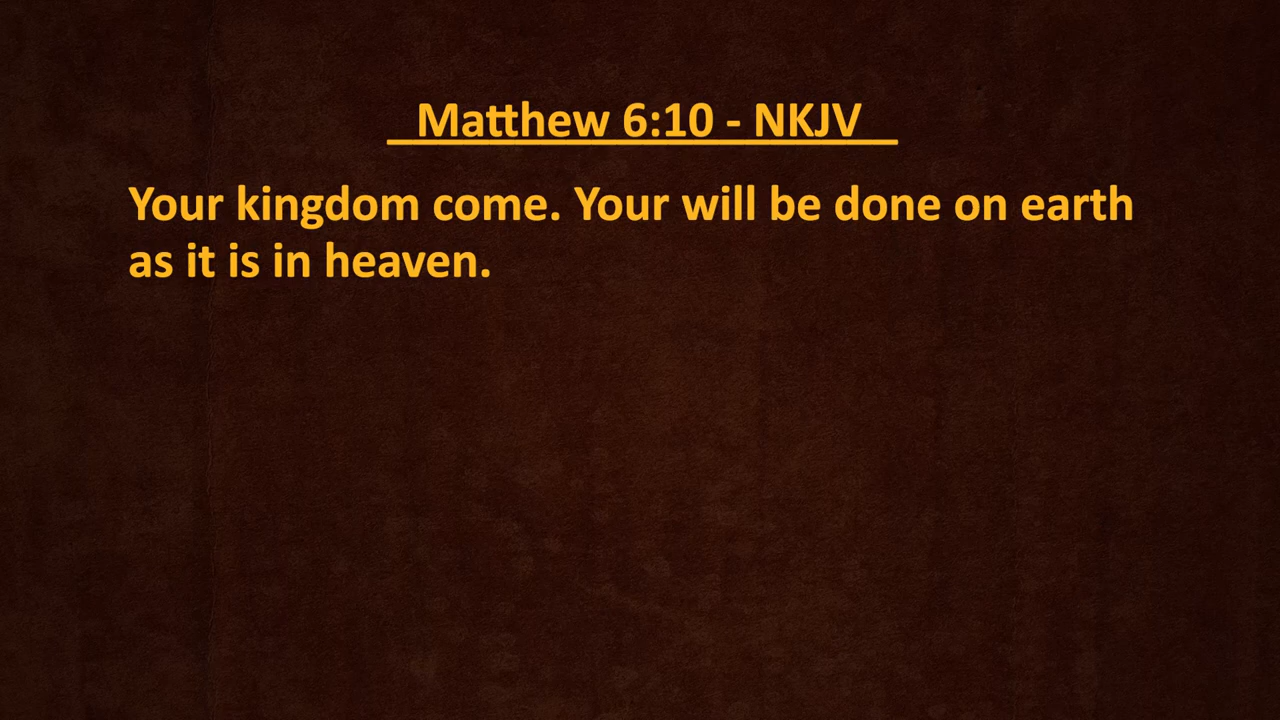 Matthew 6:10 - NKJV
Your kingdom come. Your will be done on earth
as it is in heaven.